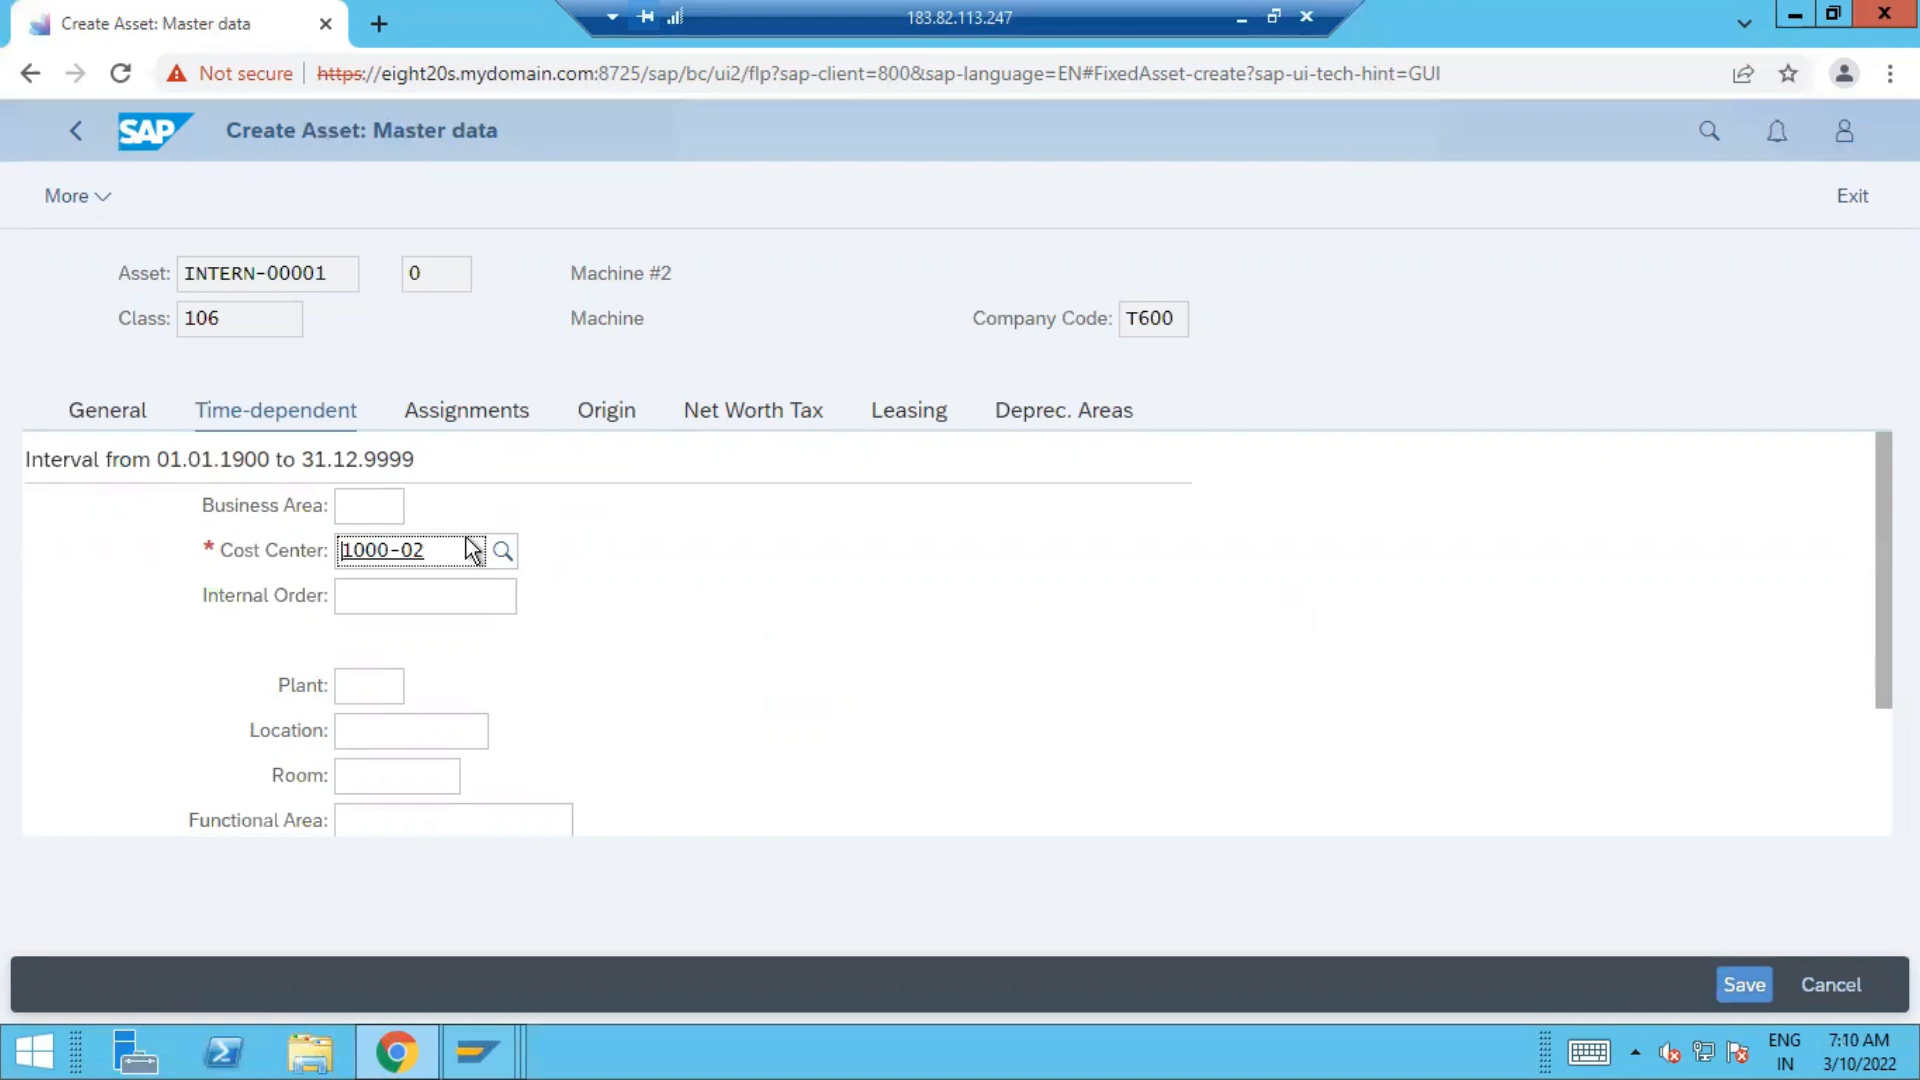 Create Asset: Master data
183.82.113.247
Not secure https://eight20s.mydomain.com:8725/sap/bc/ui2/flp?sap-client=800&sap-language=EN#FixedAsset-create?sap-ui-tech-hint=GUI
SAP Create Asset: Master data
More Exit
Asset: INTERN-00001 0 Machine #2
Class: 106 Machine Company Code: T600
General Time-dependent Assignments Origin Net Worth Tax Leasing Deprec. Areas
Interval from 01.01.1900 to 31.12.9999
Business Area:
* Cost Center: 1000-02
Internal Order:
Plant:
Location:
Room:
Functional Area:
Save Cancel
ENG 7:10 AM
IN 3/10/2022